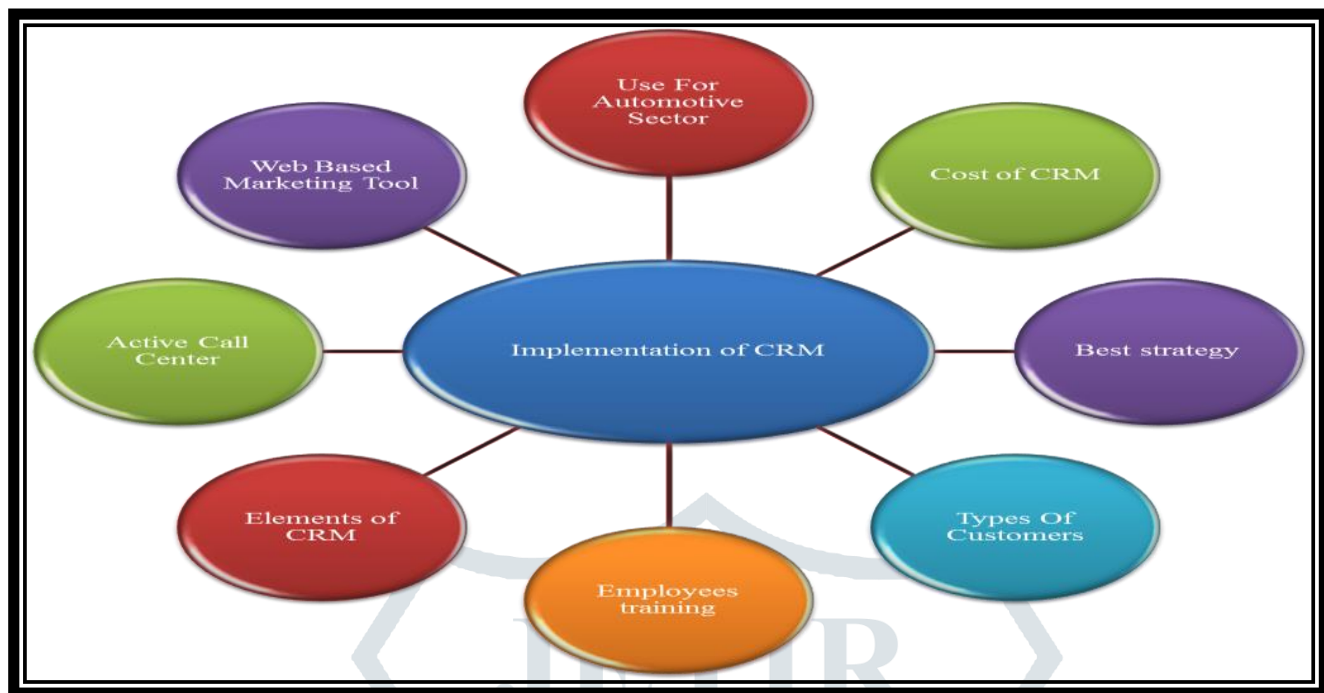 Use For
Automotive
Sector
Web Based
Marketing Tool
Cost of CRM
Active Call
Center
Implementation of CRM
Best strategy
Elements of
CRM
Types Of
Customers
Employees
training
JETIR